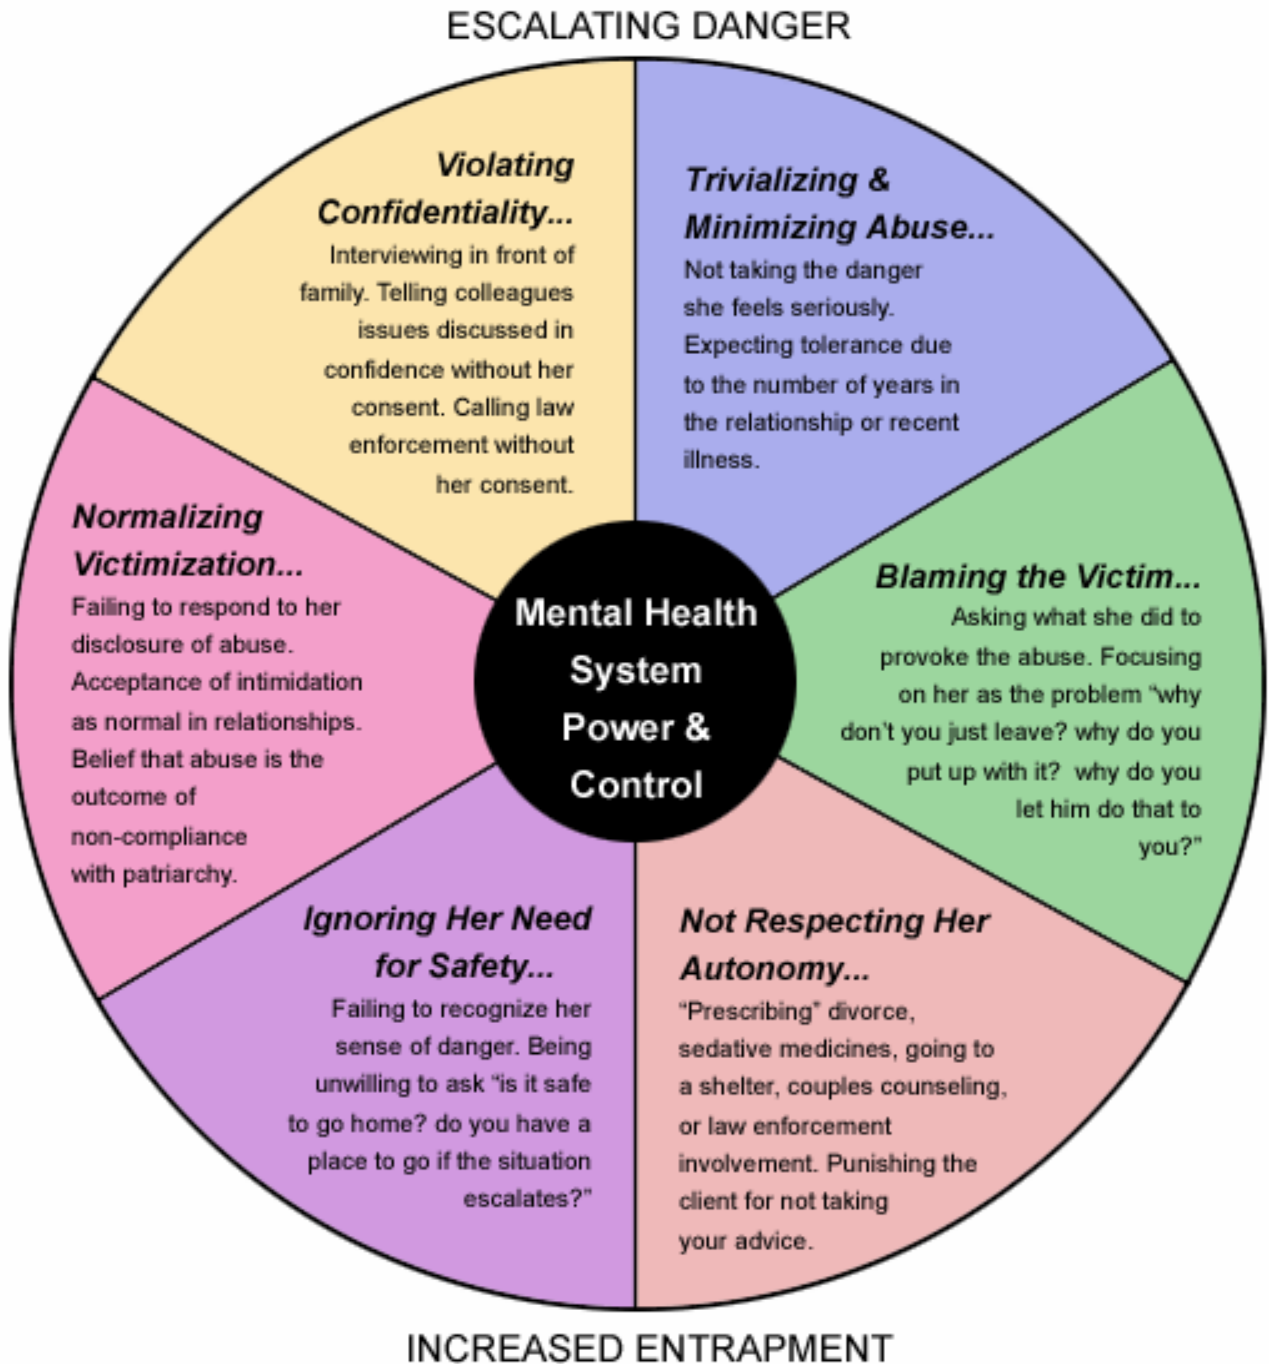 ESCALATING DANGER
Violating
Confidentiality...
Interviewing in front of
family. Telling colleagues
issues discussed in
confidence without her
consent. Calling law
enforcement without
her consent.
Trivializing &
Minimizing Abuse...
Not taking the danger
she feels seriously.
Expecting tolerance due
to the number of years in
the relationship or recent
illness.
Normalizing
Victimization...
Failing to respond to her
disclosure of abuse.
Acceptance of intimidation
as normal in relationships.
Belief that abuse is the
outcome of
non-compliance
with patriarchy.
Mental Health
System
Power &
Control
Blaming the Victim...
Asking what she did to
provoke the abuse. Focusing
on her as the problem “why
don’t you just leave? why do you
put up with it?  why do you
let him do that to
you?”
Ignoring Her Need
for Safety...
Failing to recognize her
sense of danger. Being
unwilling to ask “is it safe
to go home? do you have a
place to go if the situation
escalates?”
Not Respecting Her
Autonomy...
“Prescribing” divorce,
sedative medicines, going to
a shelter, couples counseling,
or law enforcement
involvement. Punishing the
client for not taking
your advice.
INCREASED ENTRAPMENT